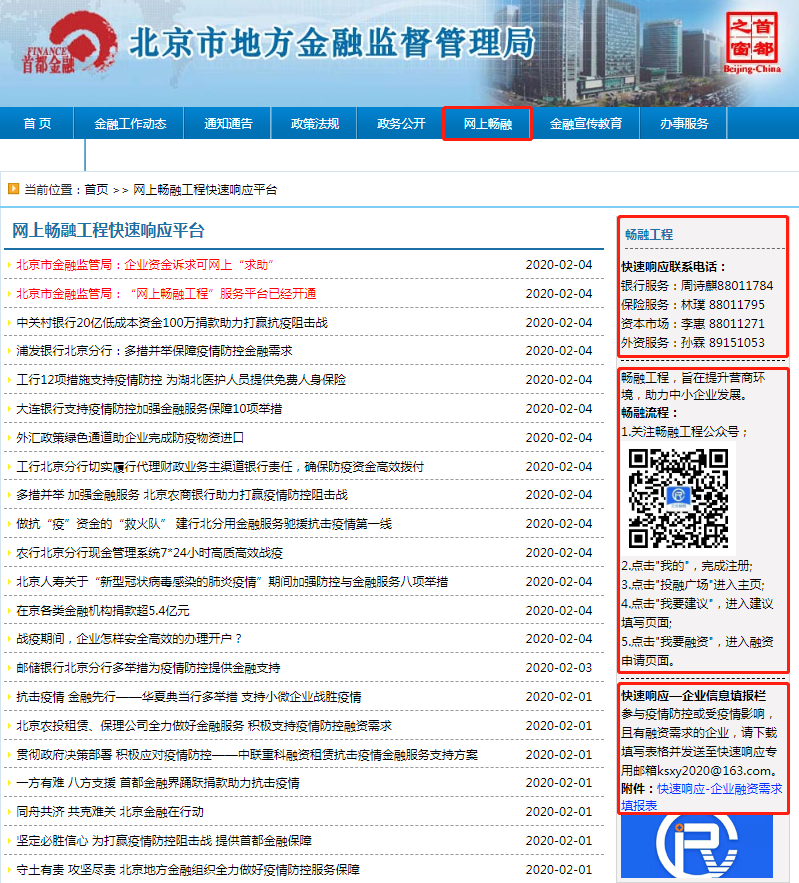 FINANCE
首都金融
北京市地方金融监督管理局
首都
之窗
Beijing-China
首 页 金融工作动态 通知通告 政策法规 政务公开 网上畅融 金融宣传教育 办事服务
当前位置：首页 >> 网上畅融工程快速响应平台
网上畅融工程快速响应平台
北京市金融监管局：企业资金诉求可网上“求助” 2020-02-04
北京市金融监管局：“网上畅融工程”服务平台已经开通 2020-02-04
中关村银行20亿低成本资金100万捐款助力打赢抗疫阻击战 2020-02-04
浦发银行北京分行：多措并举保障疫情防控金融需求 2020-02-04
工行12项措施支持疫情防控 为湖北医护人员提供免费人身保险 2020-02-04
大连银行支持疫情防控加强金融服务保障10项举措 2020-02-04
外汇政策绿色通道助企业完成防疫物资进口 2020-02-04
工行北京分行切实履行代理财政业务主渠道银行责任，确保防疫资金高效拨付 2020-02-04
多措并举 加强金融服务 北京农商银行助力打赢疫情防控阻击战 2020-02-04
做抗“疫”资金的“救火队” 建行北分用金融服务驰援抗击疫情第一线 2020-02-04
农行北京分行现金管理系统7*24小时高质高效战疫 2020-02-04
北京人寿关于“新型冠状病毒感染的肺炎疫情”期间加强防控与金融服务八项举措 2020-02-04
在京各类金融机构捐款超5.4亿元 2020-02-04
战疫期间，企业怎样安全高效的办理开户？ 2020-02-04
邮储银行北京分行多举措为疫情防控提供金融支持 2020-02-03
抗击疫情 金融先行——华夏典当行多举措 支持小微企业战胜疫情 2020-02-01
北京农投租赁、保理公司全力做好金融服务 积极支持疫情防控融资需求 2020-02-01
贯彻政府决策部署 积极应对疫情防控——中联重科融资租赁抗击疫情金融服务支持方案 2020-02-01
一方有难 八方支援 首都金融界踊跃捐款助力抗击疫情 2020-02-01
同舟共济 共克难关 北京金融在行动 2020-02-01
坚定必胜信心 为打赢疫情防控阻击战 提供首都金融保障 2020-02-01
守土有责 攻坚尽责 北京地方金融组织全力做好疫情防控服务保障 2020-02-01
畅融工程
快速响应联系电话：
银行服务：周诗麒88011784
保险服务：林璞 88011795
资本市场：李惠 88011271
外资服务：孙霖 89151053
畅融工程，旨在提升营商环
境，助力中小企业发展。
畅融流程：
1.关注畅融工程公众号；
2.点击"我的"，完成注册;
3.点击"投融广场"进入主页;
4.点击"我要建议"，进入建议
填写页面;
5.点击"我要融资"，进入融资
申请页面。
快速响应—企业信息填报栏
参与疫情防控或受疫情影响，
且有融资需求的企业，请下载
填写表格并发送至快速响应专
用邮箱ksxy2020@163.com。
附件：快速响应-企业融资需求
填报表